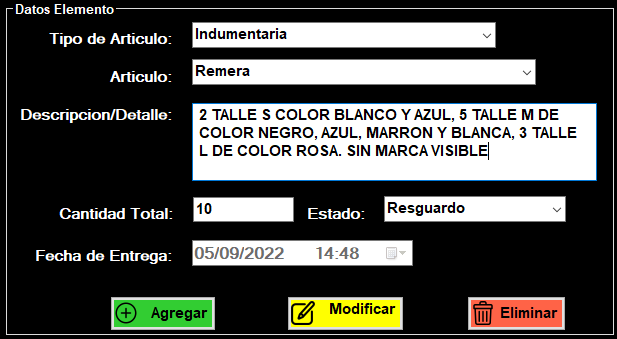 Datos Elemento
Tipo de Articulo: Indumentaria
Articulo: Remera
Descripcion/Detalle: 2 TALLE S COLOR BLANCO Y AZUL, 5 TALLE M DE
COLOR NEGRO, AZUL, MARRON Y BLANCA, 3 TALLE
L DE COLOR ROSA. SIN MARCA VISIBLE
Cantidad Total: 10 Estado: Resguardo
Fecha de Entrega: 05/09/2022 14:48
Agregar Modificar Eliminar